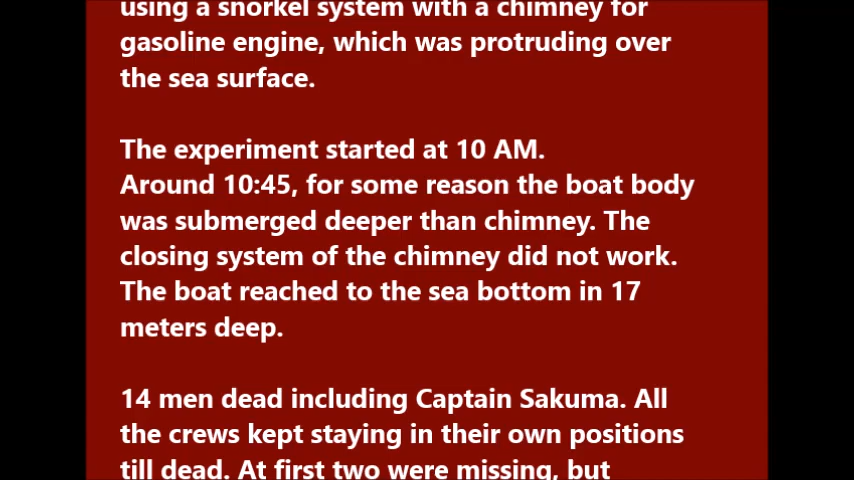 using a snorkel system with a chimney for
gasoline engine, which was protruding over
the sea surface.
The experiment started at 10 AM.
Around 10:45, for some reason the boat body
was submerged deeper than chimney. The
closing system of the chimney did not work.
The boat reached to the sea bottom in 17
meters deep.
14 men dead including Captain Sakuma. All
the crews kept staying in their own positions
till dead. At first two were missing, but